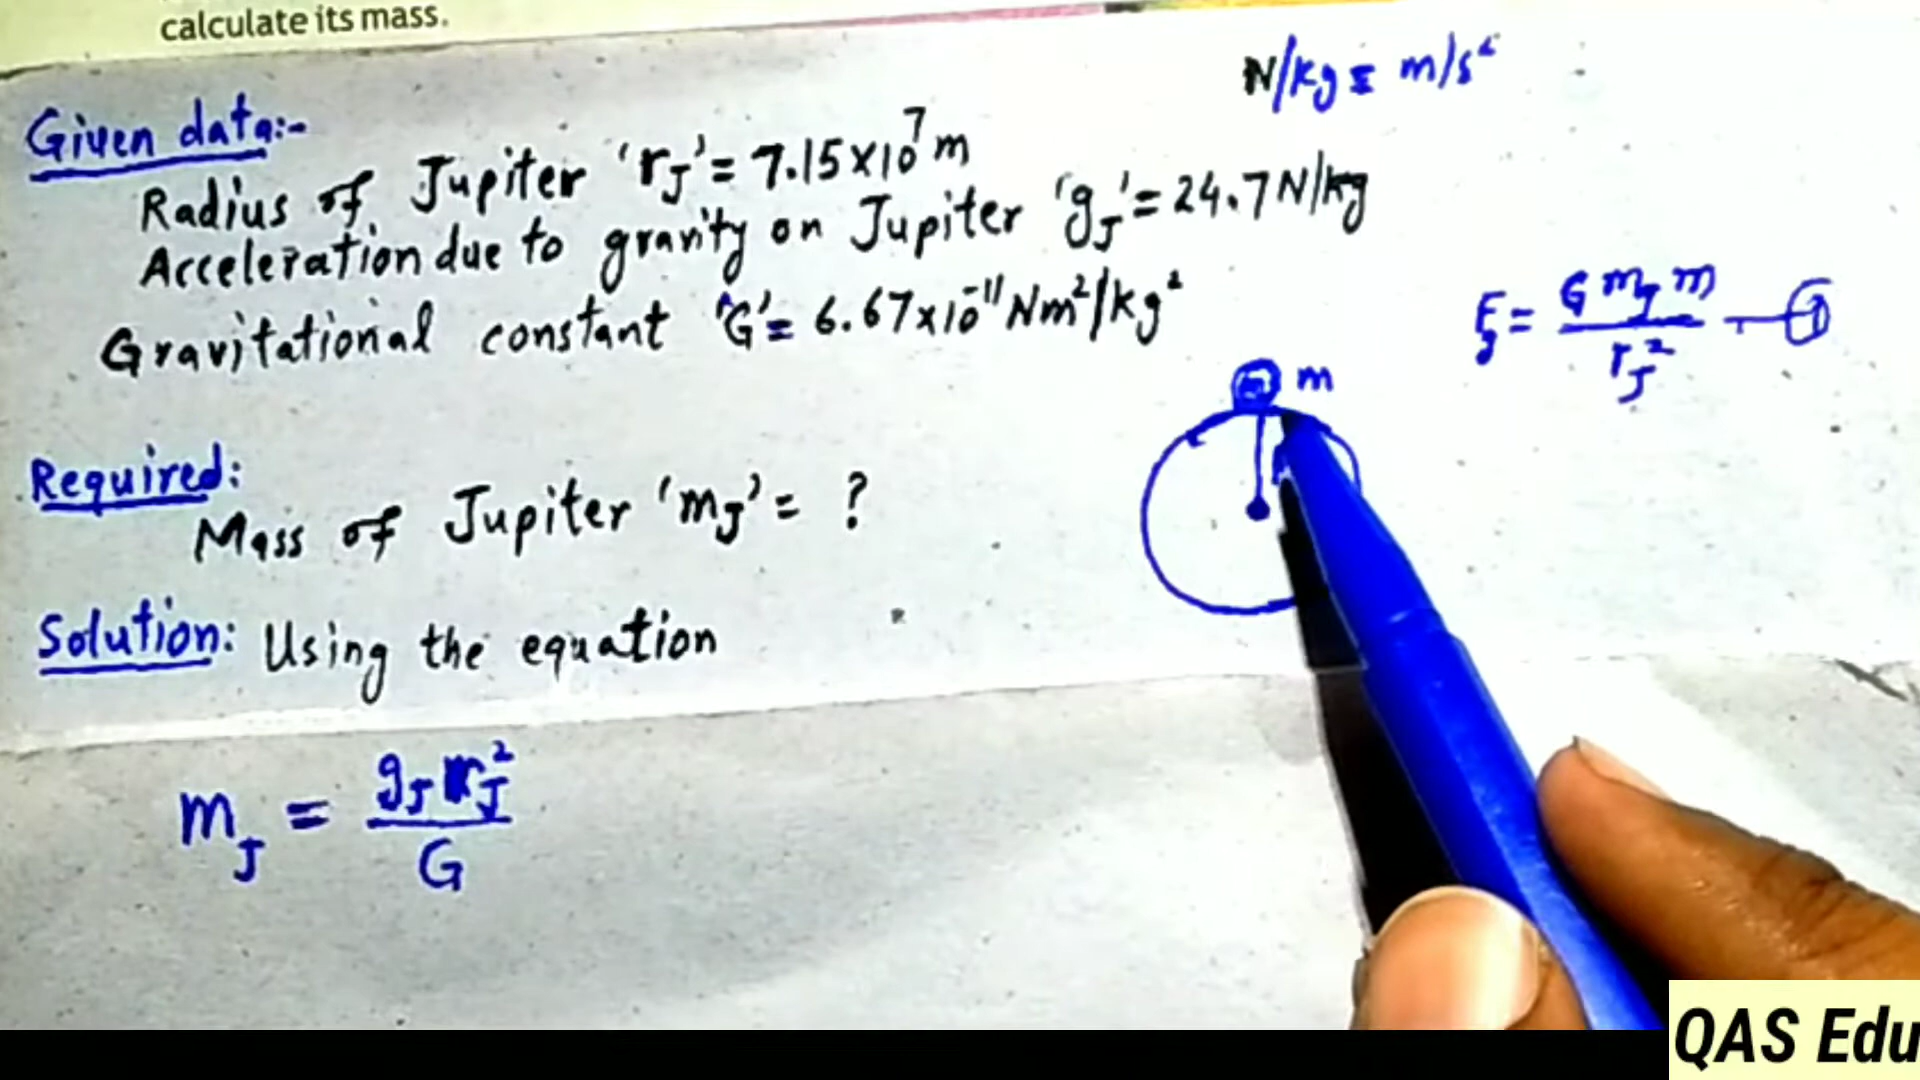 calculate its mass.
N/kg = m/s²
Given data:-
Radius of Jupiter 'rJ' = 7.15×10⁷ m
Acceleration due to gravity on Jupiter 'gJ' = 24.7 N/kg
Gravitational constant 'G' = 6.67×10⁻¹¹ Nm²/kg²
Fg = G mJ m / rJ² — ①
m
Required:
Mass of Jupiter 'mJ' = ?
Solution: Using the equation
mJ = gJ rJ² / G
QAS Edu